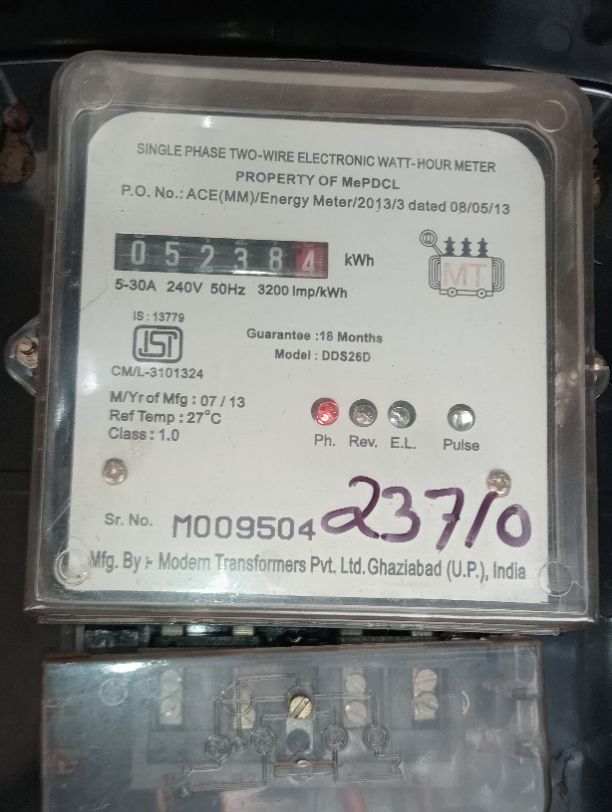 SINGLE PHASE TWO-WIRE ELECTRONIC WATT-HOUR METER
PROPERTY OF MePDCL
P.O. No.: ACE(MM)/Energy Meter/2013/3 dated 08/05/13
052384 kWh
MT
5-30A 240V 50Hz 3200 Imp/kWh
IS : 13779
ISI
CM/L-3101324
Guarantee :18 Months
Model : DDS26D
M/Yr of Mfg : 07 / 13
Ref Temp : 27°C
Class : 1.0
Ph. Rev. E.L. Pulse
Sr. No. M009504
23710
Mfg. By :- Modern Transformers Pvt. Ltd. Ghaziabad (U.P.), India